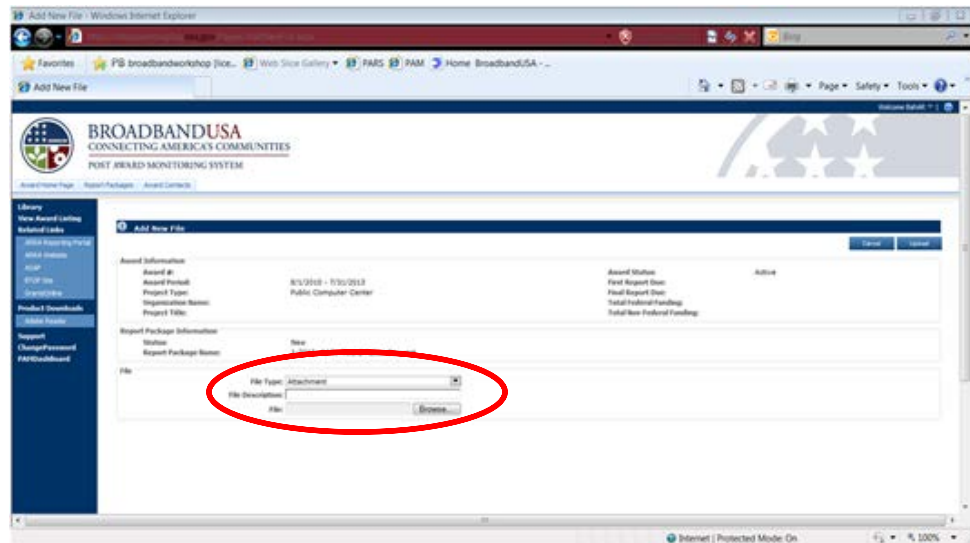 Add New File - Windows Internet Explorer
Bing
Favorites PB broadbandworkshop [lice... Web Slice Gallery PARS PAM Home BroadbandUSA - ...
Add New File Page Safety Tools
BROADBANDUSA
CONNECTING AMERICA'S COMMUNITIES
POST AWARD MONITORING SYSTEM
Award Home Page Report Packages Award Contacts
Library
View Award Listing
Related Links
ARRA Reporting Portal
ARRA Website
ASAP
BTOP Site
GrantsOnline
Product Downloads
Adobe Reader
Support
ChangePassword
PAMDashboard
Add New File
Cancel Upload
Award Information
Award #: Award Status Active
Award Period: 8/1/2010 - 7/31/2013 First Report Due:
Project Type: Public Computer Center Final Report Due:
Organization Name: Total Federal Funding:
Project Title: Total Non Federal Funding:
Report Package Information
Status: New
Report Package Name:
File
File Type: Attachment
File Description:
File: Browse...
Internet | Protected Mode: On 100%